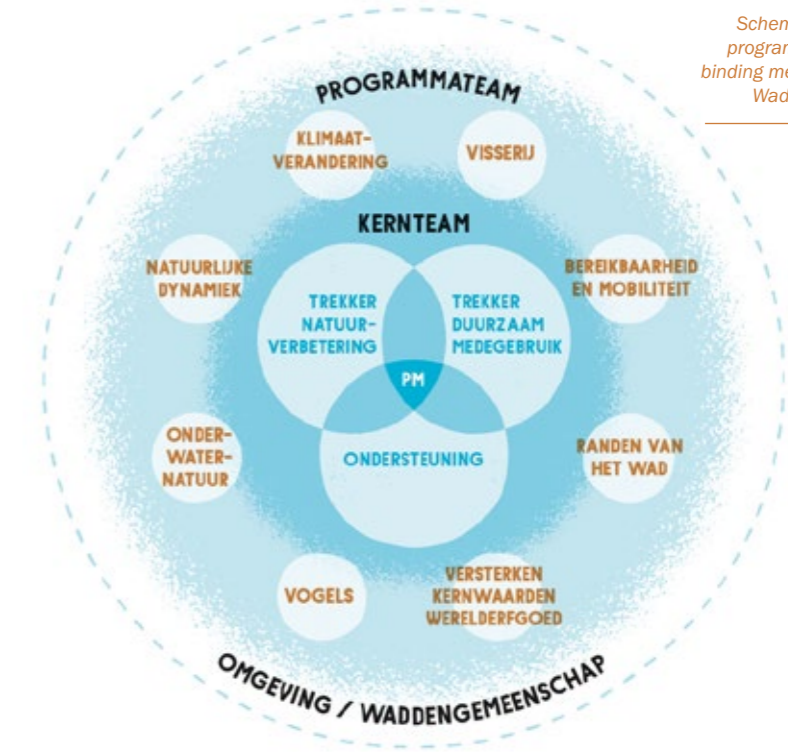 PROGRAMMATEAM
KLIMAAT-
VERANDERING
VISSERIJ
KERNTEAM
NATUURLIJKE
DYNAMIEK
BEREIKBAARHEID
EN MOBILITEIT
TREKKER
NATUUR-
VERBETERING
TREKKER
DUURZAAM
MEDEGEBRUIK
PM
ONDER-
WATER-
NATUUR
ONDERSTEUNING
RANDEN VAN
HET WAD
VOGELS
VERSTERKEN
KERNWAARDEN
WERELDERFGOED
OMGEVING / WADDENGEMEENSCHAP